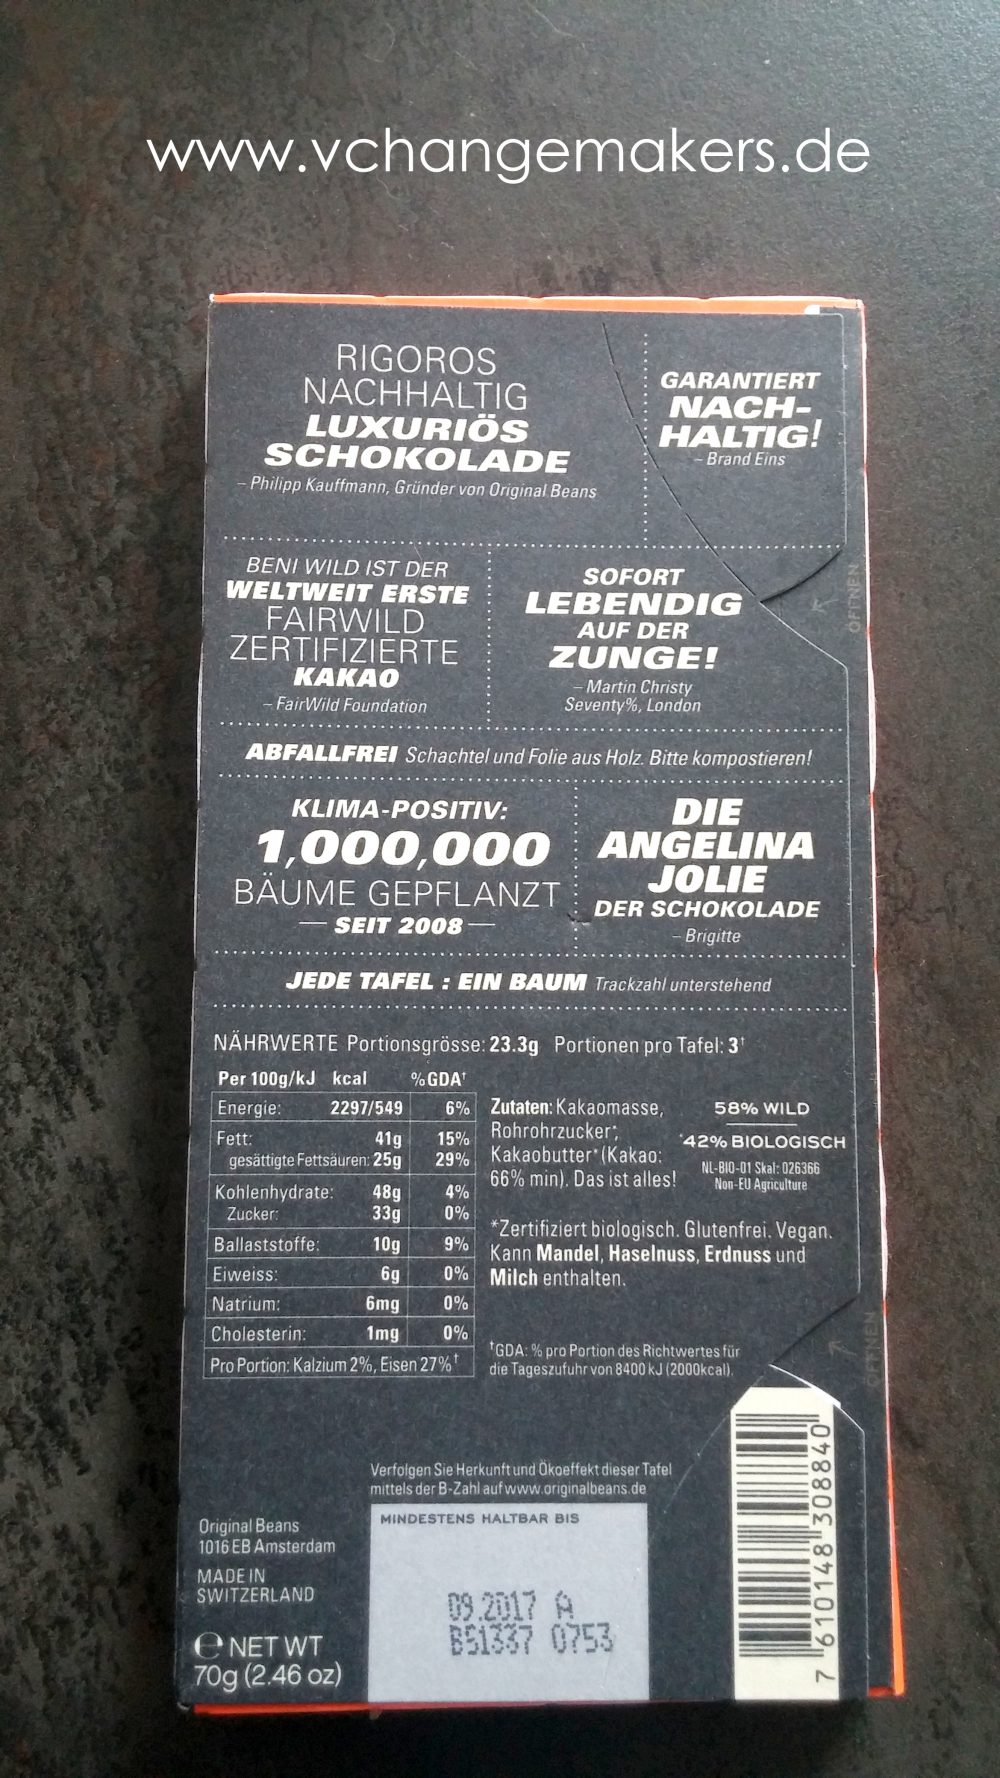 www.vchangemakers.de
RIGOROS
NACHHALTIG
LUXURIÖS
SCHOKOLADE
– Philipp Kauffmann, Gründer von Original Beans
GARANTIERT
NACH-
HALTIG!
– Brand Eins
BENI WILD IST DER
WELTWEIT ERSTE
FAIRWILD
ZERTIFIZIERTE
KAKAO
– FairWild Foundation
SOFORT
LEBENDIG
AUF DER
ZUNGE!
– Martin Christy
Seventy%, London
ÖFFNEN
ABFALLFREI Schachtel und Folie aus Holz. Bitte kompostieren!
KLIMA-POSITIV:
1,000,000
BÄUME GEPFLANZT
— SEIT 2008 —
DIE
ANGELINA
JOLIE
DER SCHOKOLADE
– Brigitte
JEDE TAFEL : EIN BAUM Trackzahl unterstehend
NÄHRWERTE Portionsgrösse: 23.3g Portionen pro Tafel: 3†
Per 100g/kJ kcal %GDA†
Energie: 2297/549 6%
Fett: 41g 15%
gesättigte Fettsäuren: 25g 29%
Kohlenhydrate: 48g 4%
Zucker: 33g 0%
Ballaststoffe: 10g 9%
Eiweiss: 6g 0%
Natrium: 6mg 0%
Cholesterin: 1mg 0%
Pro Portion: Kalzium 2%, Eisen 27%†
Zutaten: Kakaomasse,
Rohrohrzucker*,
Kakaobutter* (Kakao:
66% min). Das ist alles!
58% WILD
*42% BIOLOGISCH
NL-BIO-01 Skal: 026366
Non-EU Agriculture
*Zertifiziert biologisch. Glutenfrei. Vegan.
Kann Mandel, Haselnuss, Erdnuss und
Milch enthalten.
†GDA: % pro Portion des Richtwertes für
die Tageszufuhr von 8400 kJ (2000kcal).
ÖFFNEN
Verfolgen Sie Herkunft und Ökoeffekt dieser Tafel
mittels der B-Zahl auf www.originalbeans.de
MINDESTENS HALTBAR BIS
09.2017 A
B51337 0753
Original Beans
1016 EB Amsterdam
MADE IN
SWITZERLAND
℮ NET WT
70g (2.46 oz)
7 610148 308840